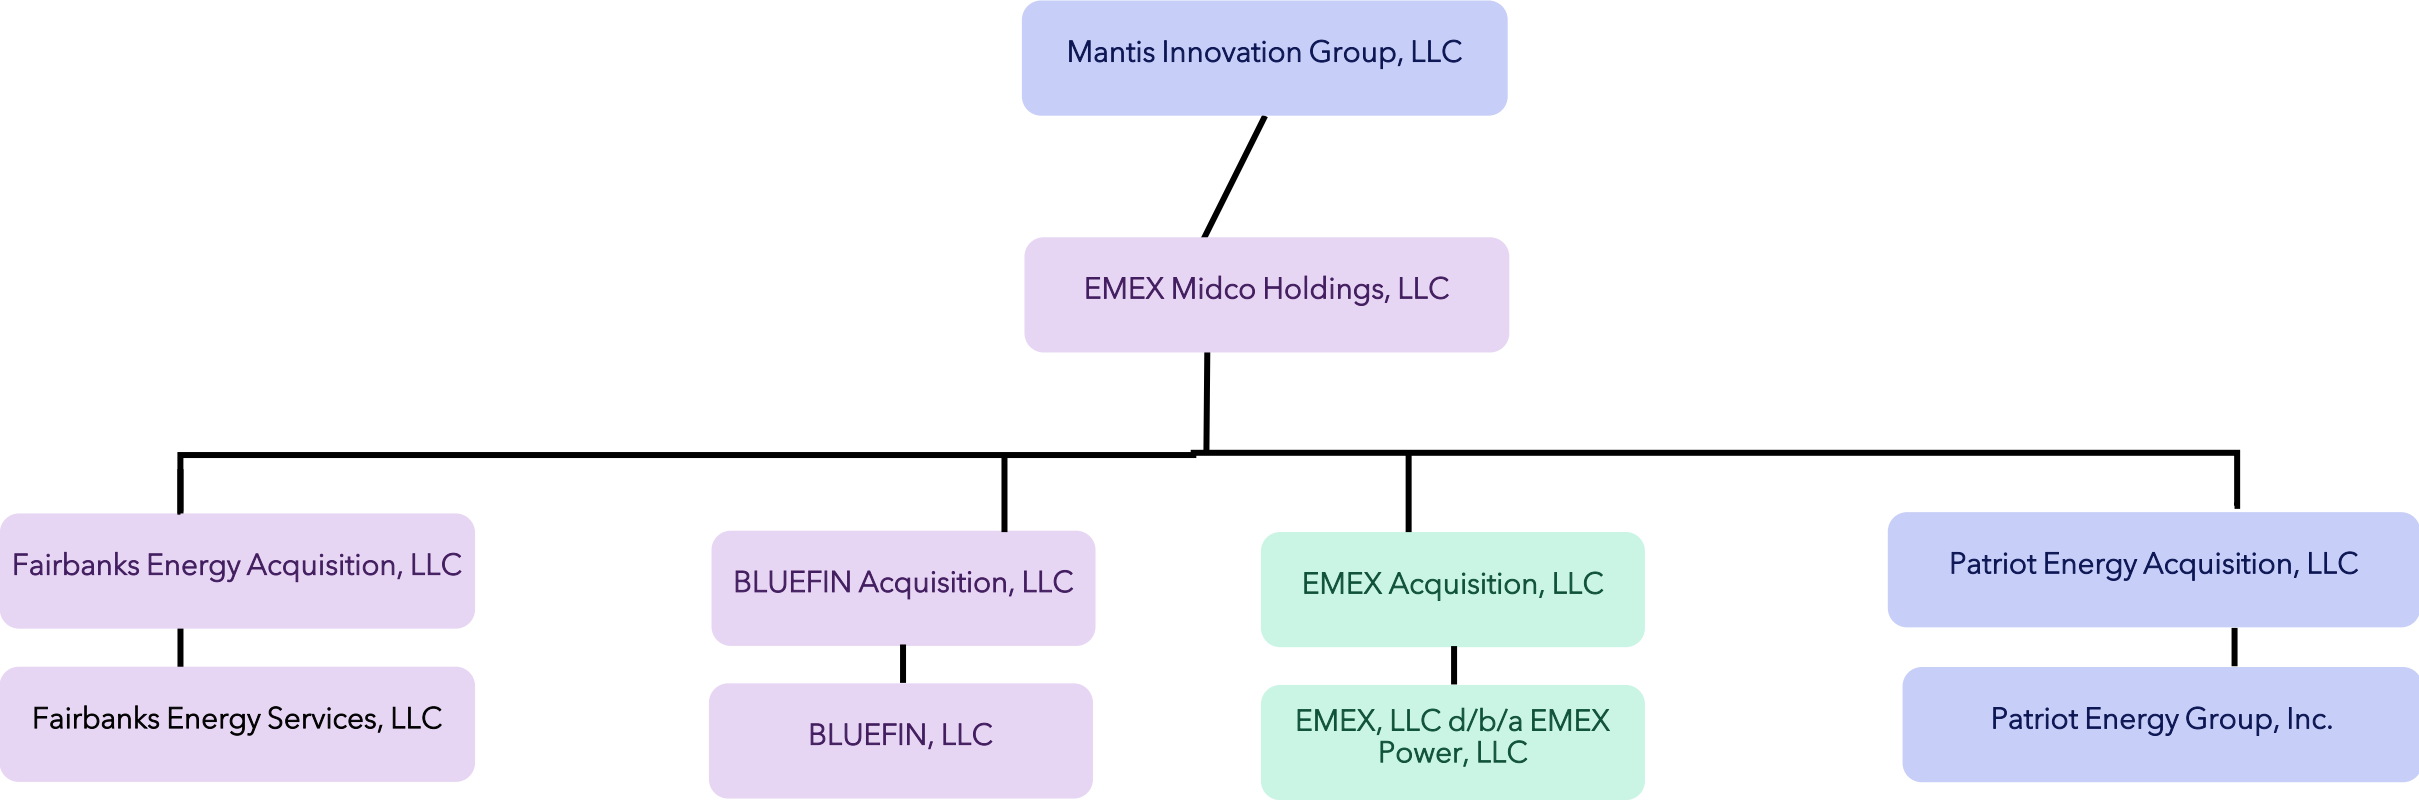 Mantis Innovation Group, LLC
EMEX Midco Holdings, LLC
Fairbanks Energy Acquisition, LLC
BLUEFIN Acquisition, LLC
EMEX Acquisition, LLC
Patriot Energy Acquisition, LLC
Fairbanks Energy Services, LLC
BLUEFIN, LLC
EMEX, LLC d/b/a EMEX
Power, LLC
Patriot Energy Group, Inc.